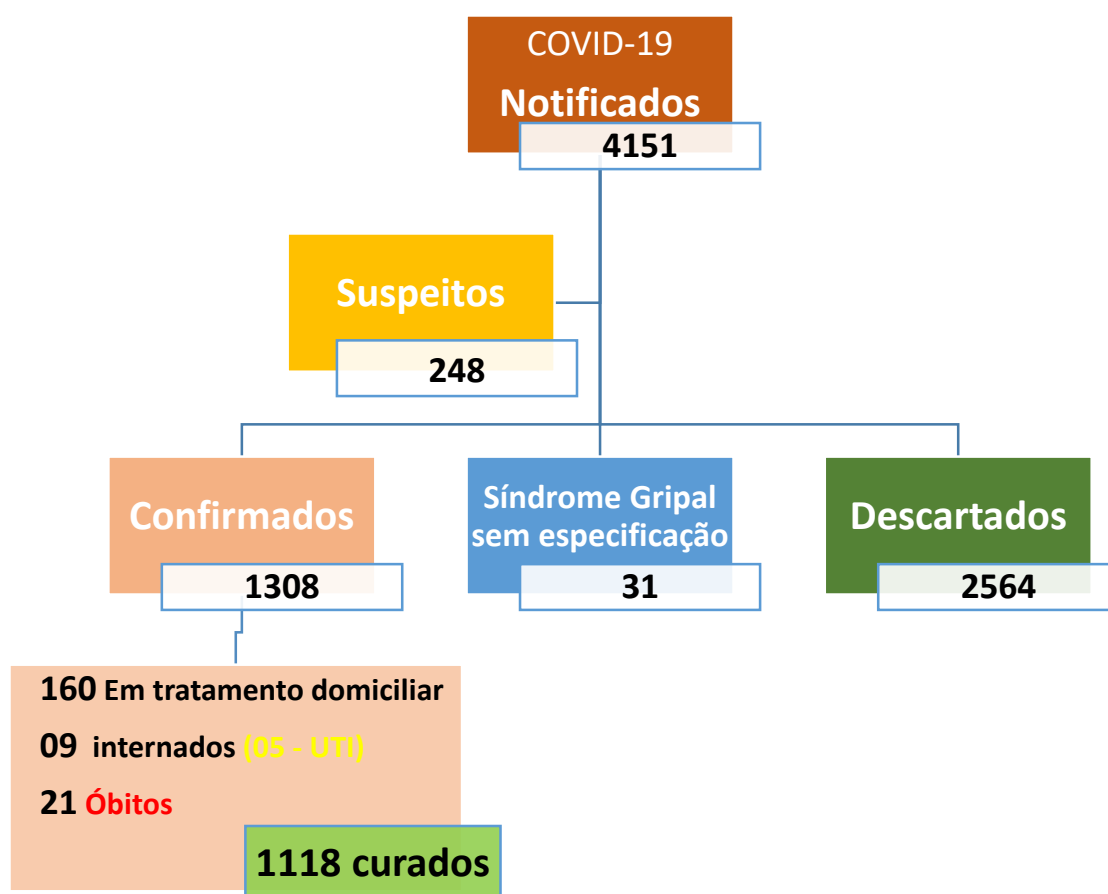 COVID-19
Notificados
4151
Suspeitos
248
Confirmados
1308
Síndrome Gripal
sem especificação
31
Descartados
2564
160 Em tratamento domiciliar
09 internados (05 - UTI)
21 Óbitos
1118 curados